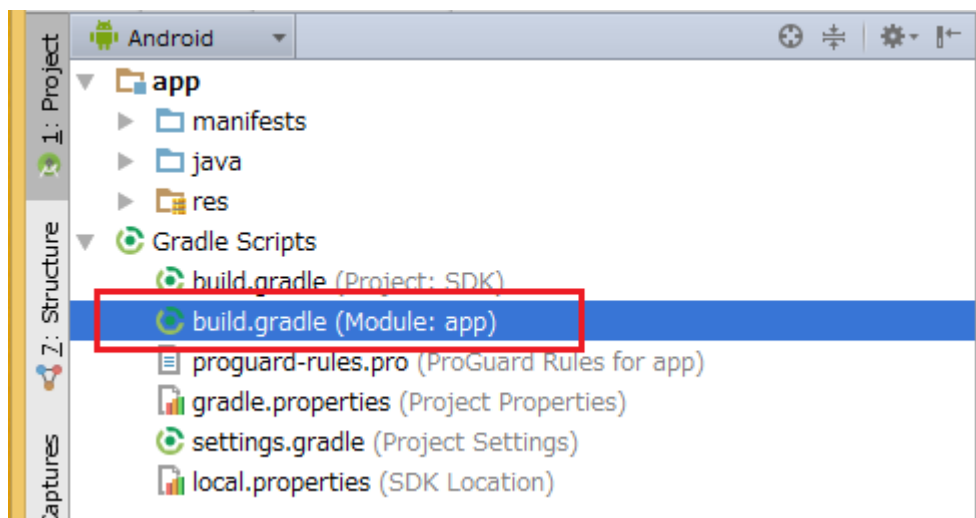 Android
app
manifests
java
res
Gradle Scripts
build.gradle (Project: SDK)
build.gradle (Module: app)
proguard-rules.pro (ProGuard Rules for app)
gradle.properties (Project Properties)
settings.gradle (Project Settings)
local.properties (SDK Location)
1: Project
7: Structure
Captures